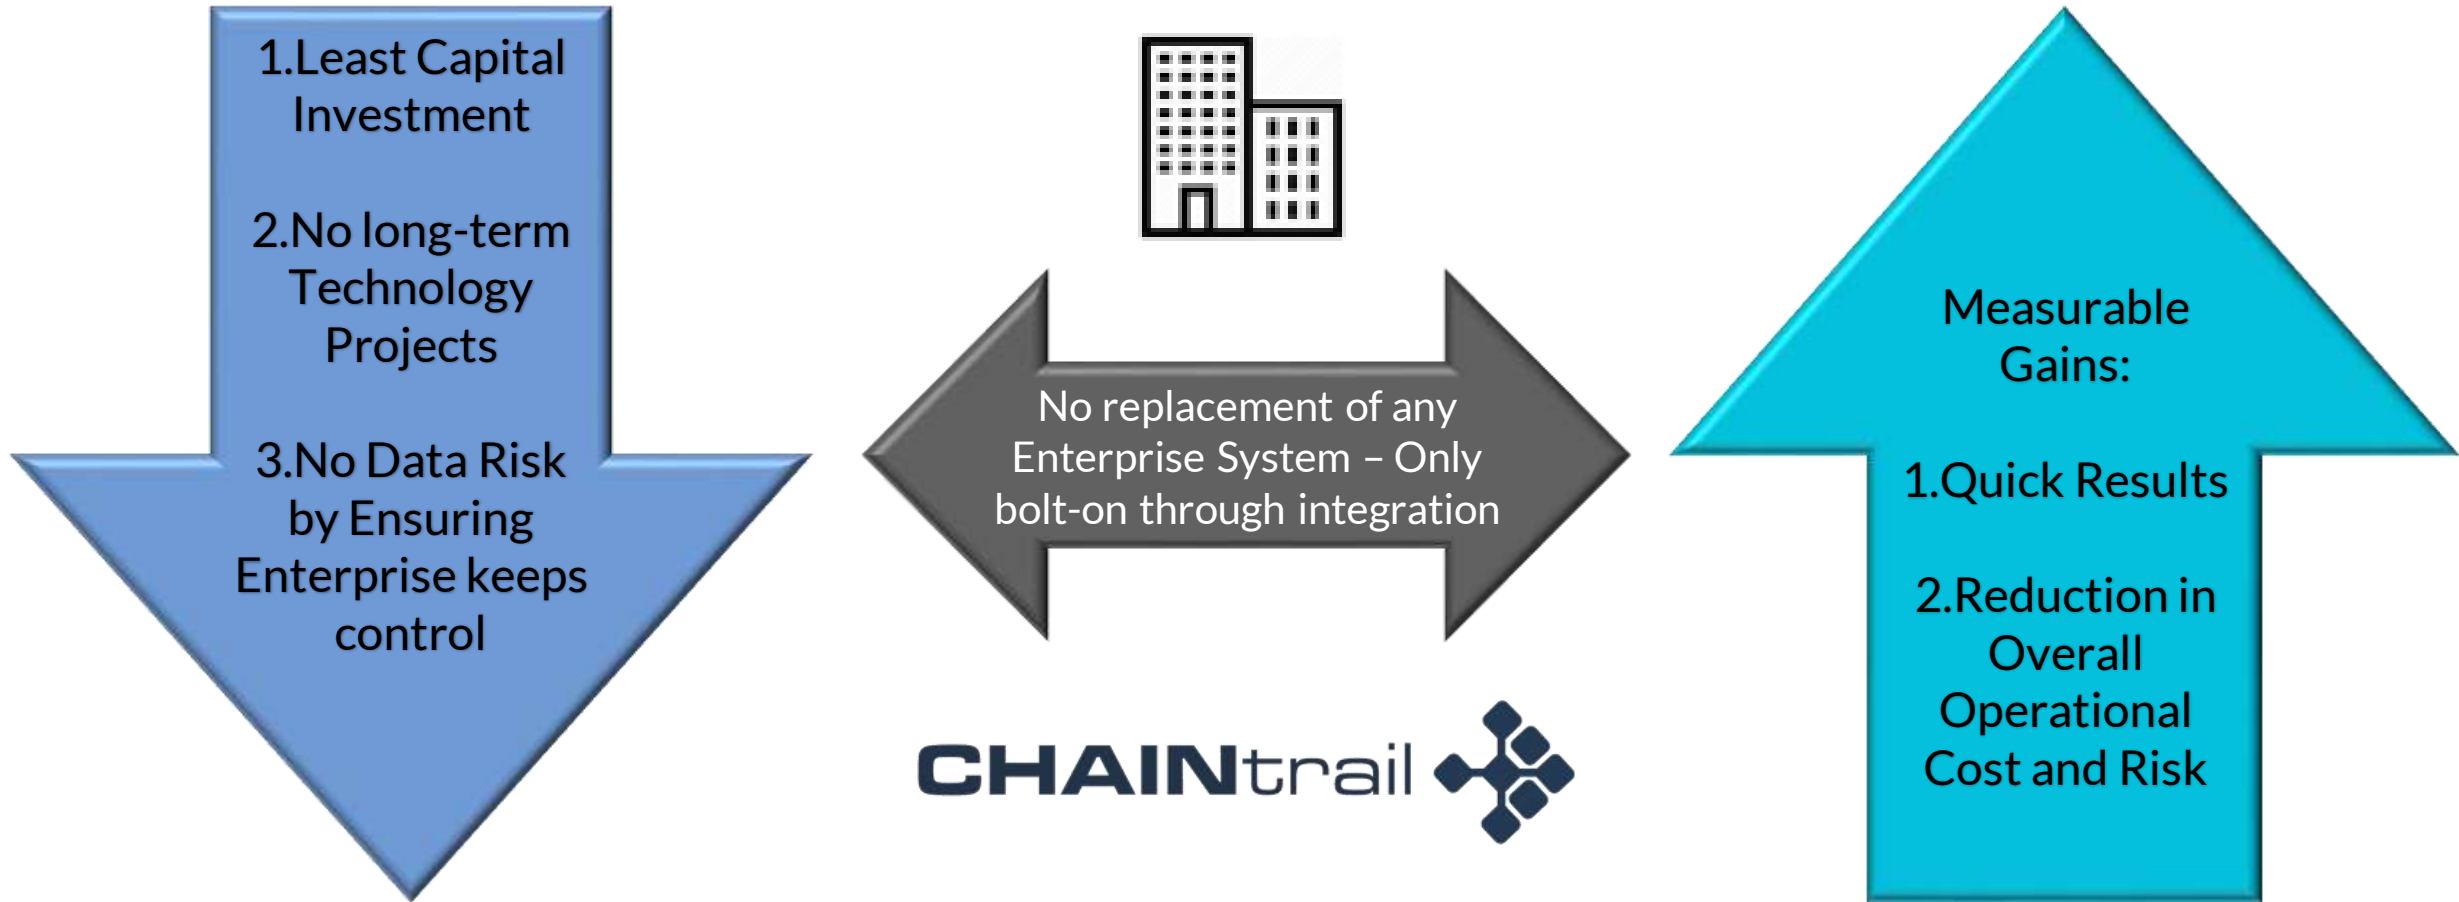 1.Least Capital
Investment
2.No long-term
Technology
Projects
3.No Data Risk
by Ensuring
Enterprise keeps
control
No replacement of any
Enterprise System – Only
bolt-on through integration
CHAINtrail
Measurable
Gains:
1.Quick Results
2.Reduction in
Overall
Operational
Cost and Risk